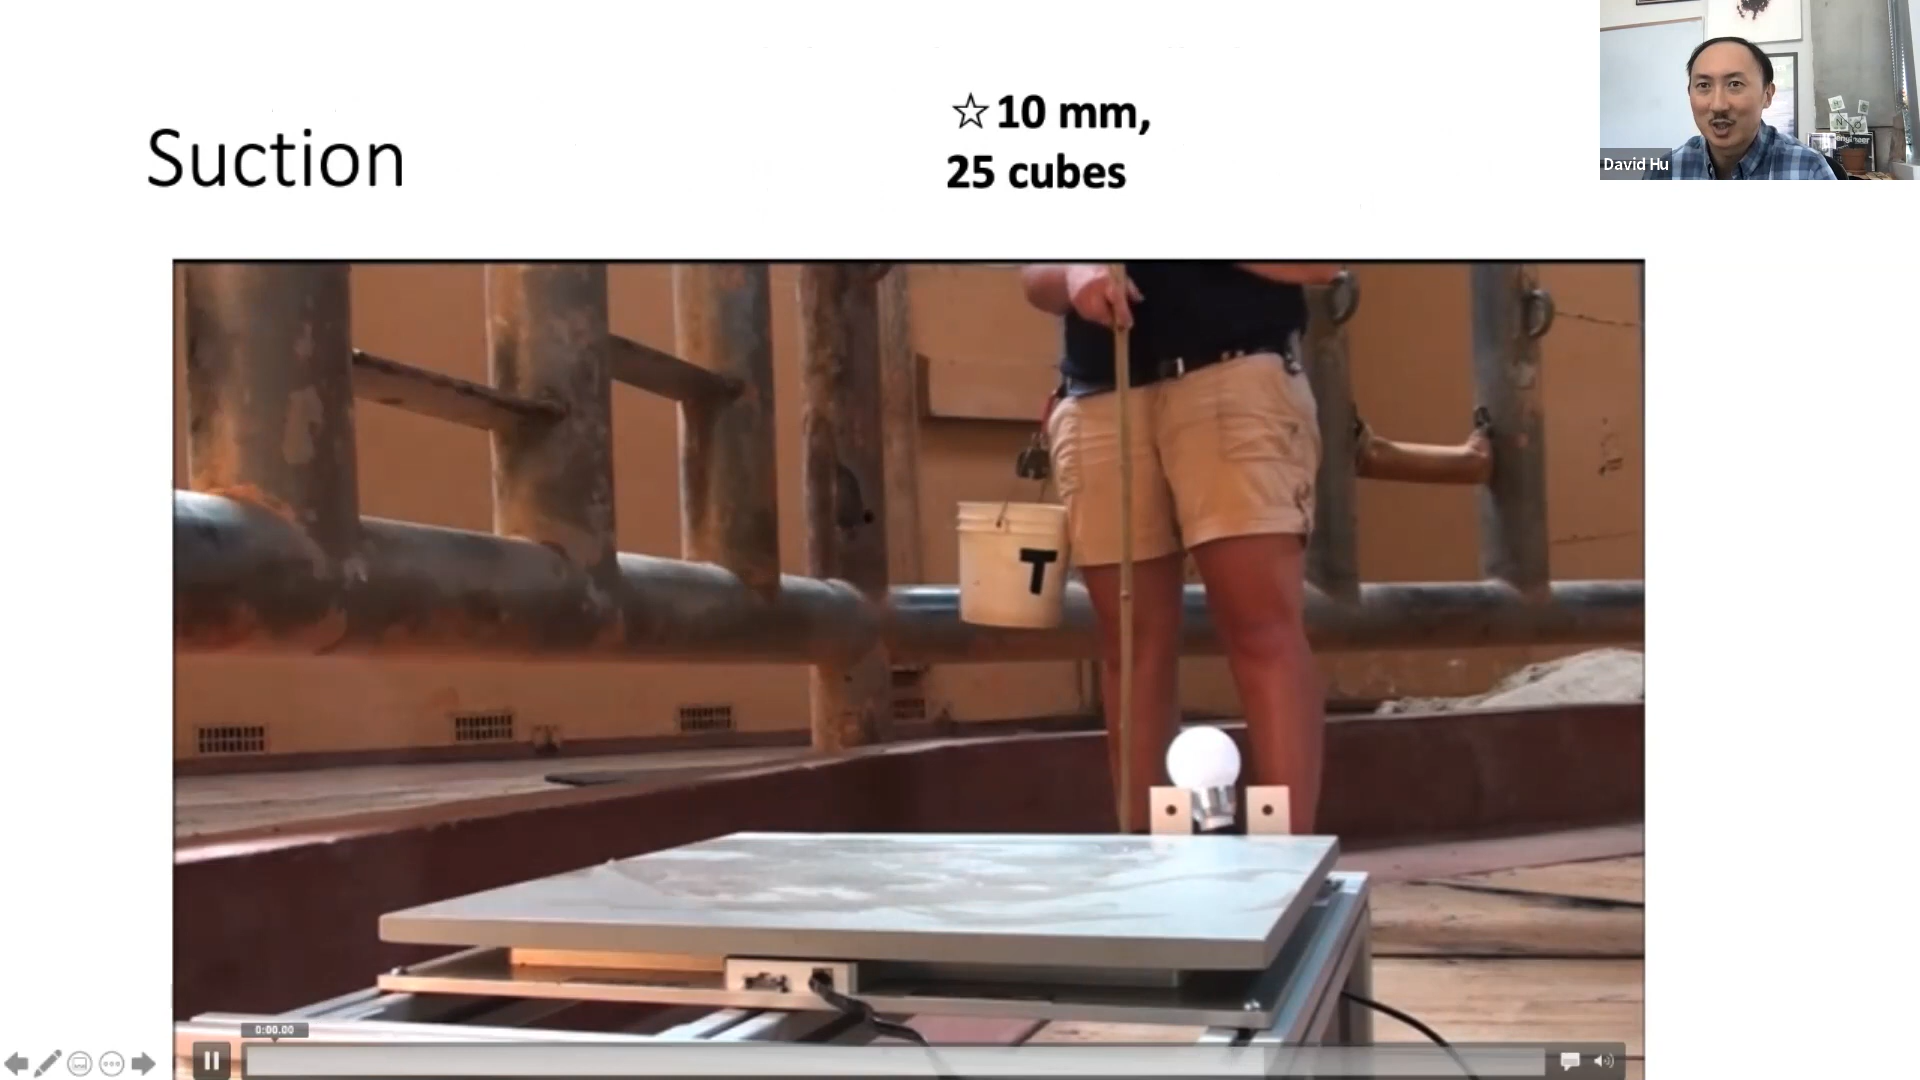 Suction
☆10 mm,
25 cubes
David Hu
T
0:00.00